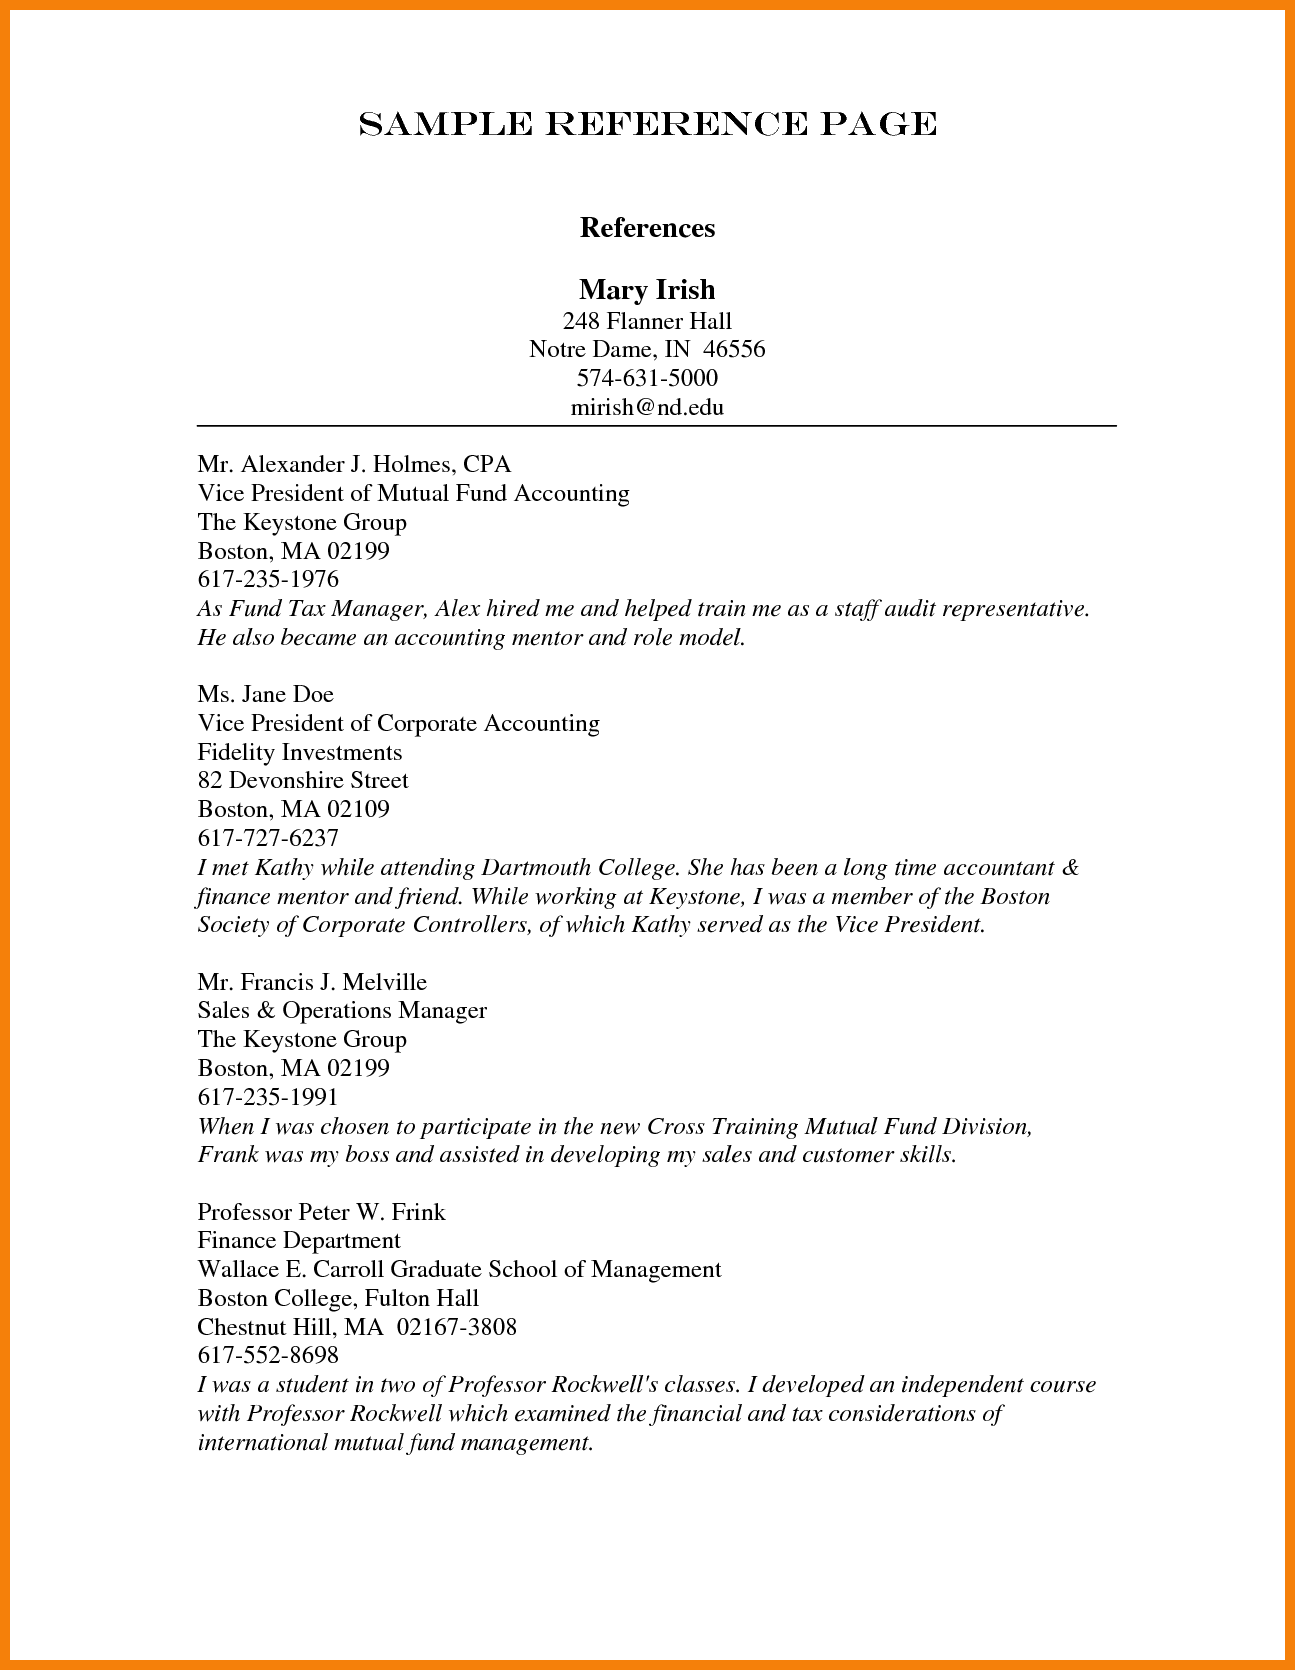 SAMPLE REFERENCE PAGE
References
Mary Irish
248 Flanner Hall
Notre Dame, IN  46556
574-631-5000
mirish@nd.edu
Mr. Alexander J. Holmes, CPA
Vice President of Mutual Fund Accounting
The Keystone Group
Boston, MA 02199
617-235-1976
As Fund Tax Manager, Alex hired me and helped train me as a staff audit representative.
He also became an accounting mentor and role model.
Ms. Jane Doe
Vice President of Corporate Accounting
Fidelity Investments
82 Devonshire Street
Boston, MA 02109
617-727-6237
I met Kathy while attending Dartmouth College. She has been a long time accountant &
finance mentor and friend. While working at Keystone, I was a member of the Boston
Society of Corporate Controllers, of which Kathy served as the Vice President.
Mr. Francis J. Melville
Sales & Operations Manager
The Keystone Group
Boston, MA 02199
617-235-1991
When I was chosen to participate in the new Cross Training Mutual Fund Division,
Frank was my boss and assisted in developing my sales and customer skills.
Professor Peter W. Frink
Finance Department
Wallace E. Carroll Graduate School of Management
Boston College, Fulton Hall
Chestnut Hill, MA  02167-3808
617-552-8698
I was a student in two of Professor Rockwell's classes. I developed an independent course
with Professor Rockwell which examined the financial and tax considerations of
international mutual fund management.